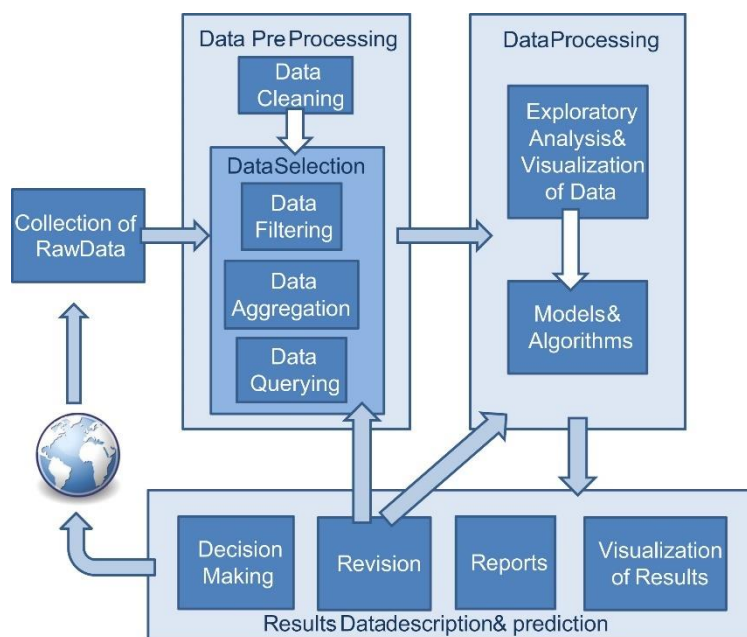 Data PreProcessing
Data
Cleaning
DataSelection
Data
Filtering
Data
Aggregation
Data
Querying
Collection of
RawData
DataProcessing
Exploratory
Analysis&
Visualization
of Data
Models&
Algorithms
Decision
Making
Revision
Reports
Visualization
of Results
Results Datadescription& prediction